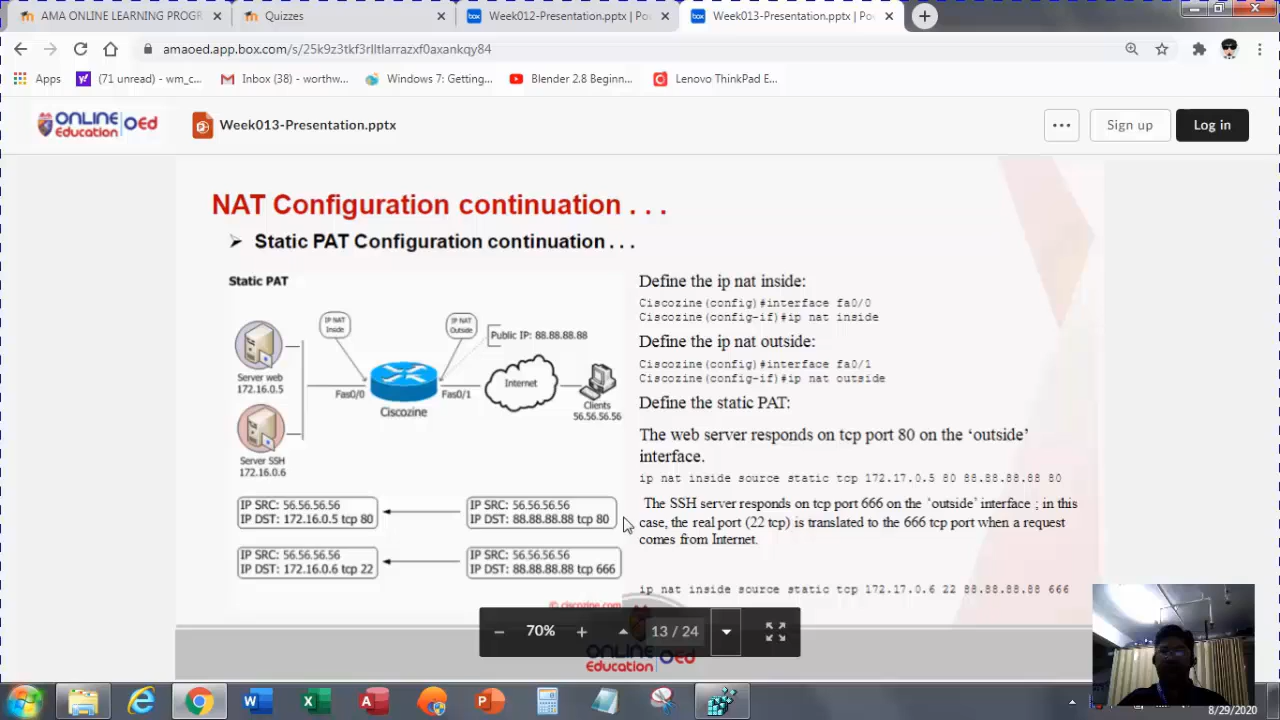 AMA ONLINE LEARNING PROGR
Quizzes
Week012-Presentation.pptx | Po
Week013-Presentation.pptx | Po
amaoed.app.box.com/s/25k9z3tkf3rlltlarrazxf0axankqy84
Apps
(71 unread) - wm_c...
Inbox (38) - worthw...
Windows 7: Getting...
Blender 2.8 Beginn...
Lenovo ThinkPad E...
ONLINE
Education
OEd
Week013-Presentation.pptx
Sign up
Log in
NAT Configuration continuation . . .
Static PAT Configuration continuation . . .
Static PAT
IP NAT
Inside
IP NAT
Outside
Public IP: 88.88.88.88
Server web
172.16.0.5
Fas0/0
Fas0/1
Internet
Ciscozine
Clients
56.56.56.56
Server SSH
172.16.0.6
IP SRC: 56.56.56.56
IP DST: 172.16.0.5 tcp 80
IP SRC: 56.56.56.56
IP DST: 88.88.88.88 tcp 80
IP SRC: 56.56.56.56
IP DST: 172.16.0.6 tcp 22
IP SRC: 56.56.56.56
IP DST: 88.88.88.88 tcp 666
© ciscozine.com
Define the ip nat inside:
Ciscozine(config)#interface fa0/0
Ciscozine(config-if)#ip nat inside
Define the ip nat outside:
Ciscozine(config)#interface fa0/1
Ciscozine(config-if)#ip nat outside
Define the static PAT:
The web server responds on tcp port 80 on the ‘outside’
interface.
ip nat inside source static tcp 172.17.0.5 80 88.88.88.88 80
The SSH server responds on tcp port 666 on the ‘outside’ interface ; in this
case, the real port (22 tcp) is translated to the 666 tcp port when a request
comes from Internet.
ip nat inside source static tcp 172.17.0.6 22 88.88.88.88 666
70%
13 / 24
ONLINE
Education
OEd
8/29/2020